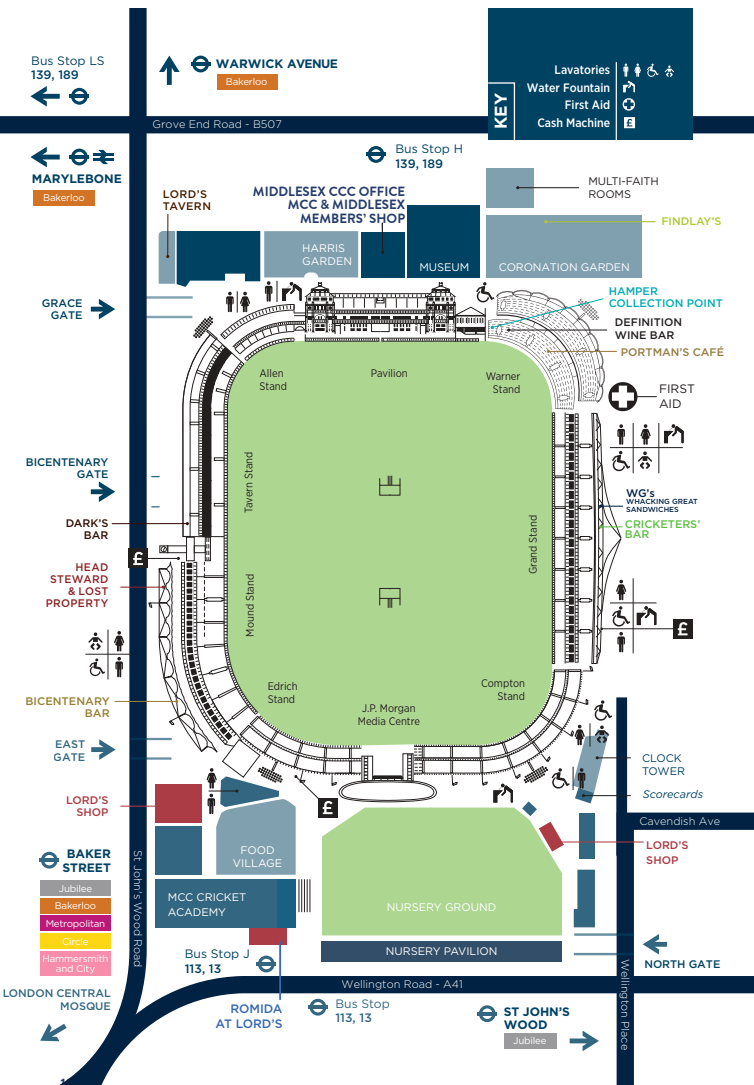 Bus Stop LS
139, 189
WARWICK AVENUE
Bakerloo
KEY
Lavatories
Water Fountain
First Aid
Cash Machine
£
Grove End Road - B507
MARYLEBONE
Bakerloo
Bus Stop H
139, 189
LORD'S
TAVERN
MIDDLESEX CCC OFFICE
MCC & MIDDLESEX
MEMBERS' SHOP
HARRIS
GARDEN
MUSEUM
MULTI-FAITH
ROOMS
FINDLAY'S
CORONATION GARDEN
GRACE
GATE
HAMPER
COLLECTION POINT
DEFINITION
WINE BAR
PORTMAN'S CAFÉ
Allen
Stand
Pavilion
Warner
Stand
FIRST
AID
BICENTENARY
GATE
Tavern Stand
WG's
WHACKING GREAT
SANDWICHES
CRICKETERS'
BAR
DARK'S
BAR
Grand Stand
£
HEAD
STEWARD
& LOST
PROPERTY
Mound Stand
£
Edrich
Stand
Compton
Stand
BICENTENARY
BAR
J.P. Morgan
Media Centre
EAST
GATE
CLOCK
TOWER
Scorecards
LORD'S
SHOP
£
Cavendish Ave
FOOD
VILLAGE
LORD'S
SHOP
BAKER
STREET
Jubilee
Bakerloo
Metropolitan
Circle
Hammersmith
and City
St John's Wood Road
MCC CRICKET
ACADEMY
NURSERY GROUND
NURSERY PAVILION
Bus Stop J
113, 13
NORTH GATE
LONDON CENTRAL
MOSQUE
Wellington Road - A41
Wellington Place
ROMIDA
AT LORD'S
Bus Stop
113, 13
ST JOHN'S
WOOD
Jubilee